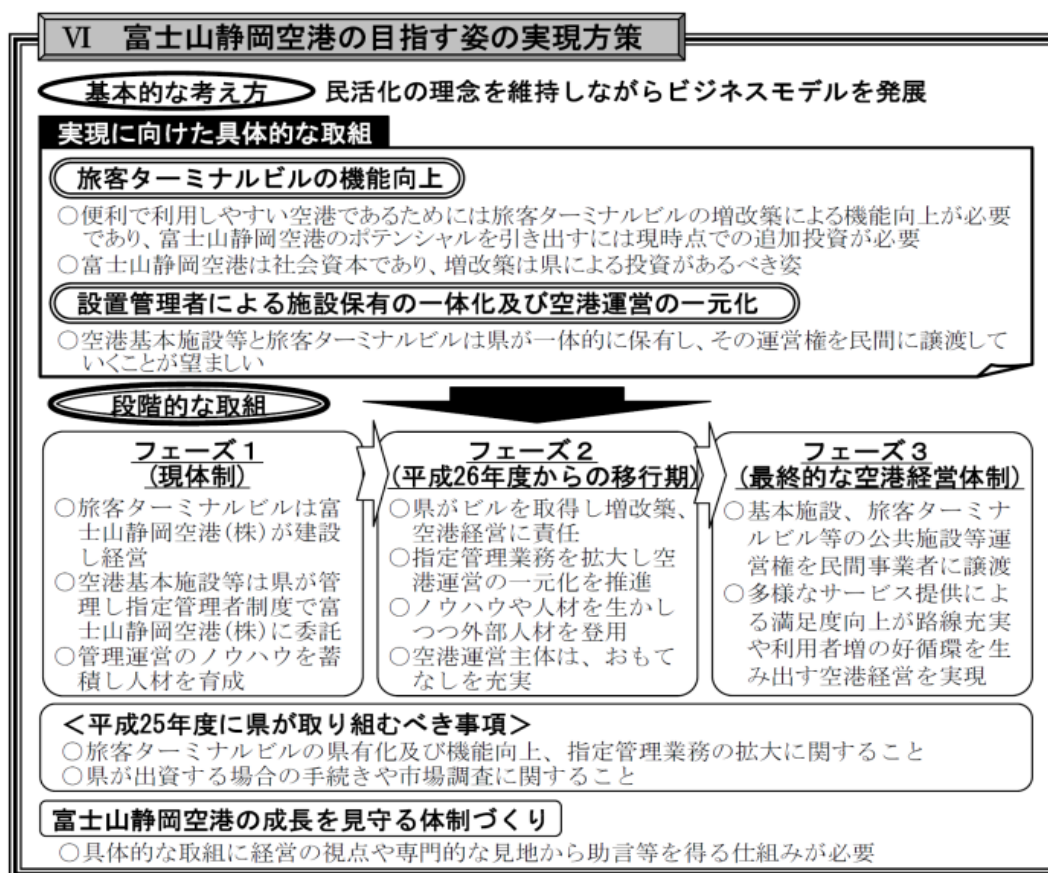 Ⅵ 富士山静岡空港の目指す姿の実現方策
基本的な考え方 民活化の理念を維持しながらビジネスモデルを発展
実現に向けた具体的な取組
旅客ターミナルビルの機能向上
○便利で利用しやすい空港であるためには旅客ターミナルビルの増改築による機能向上が必要
であり、富士山静岡空港のポテンシャルを引き出すには現時点での追加投資が必要
○富士山静岡空港は社会資本であり、増改築は県による投資があるべき姿
設置管理者による施設保有の一体化及び空港運営の一元化
○空港基本施設等と旅客ターミナルビルは県が一体的に保有し、その運営権を民間に譲渡して
いくことが望ましい
段階的な取組
フェーズ１
(現体制)
○旅客ターミナルビルは富
士山静岡空港(株)が建設
し経営
○空港基本施設等は県が管
理し指定管理者制度で富
士山静岡空港(株)に委託
○管理運営のノウハウを蓄
積し人材を育成
フェーズ２
(平成26年度からの移行期)
○県がビルを取得し増改築、
空港経営に責任
○指定管理業務を拡大し空
港運営の一元化を推進
○ノウハウや人材を生かし
つつ外部人材を登用
○空港運営主体は、おもて
なしを充実
フェーズ３
(最終的な空港経営体制)
○基本施設、旅客ターミナ
ルビル等の公共施設等運
営権を民間事業者に譲渡
○多様なサービス提供によ
る満足度向上が路線充実
や利用者増の好循環を生
み出す空港経営を実現
＜平成25年度に県が取り組むべき事項＞
○旅客ターミナルビルの県有化及び機能向上、指定管理業務の拡大に関すること
○県が出資する場合の手続きや市場調査に関すること
富士山静岡空港の成長を見守る体制づくり
○具体的な取組に経営の視点や専門的な見地から助言等を得る仕組みが必要